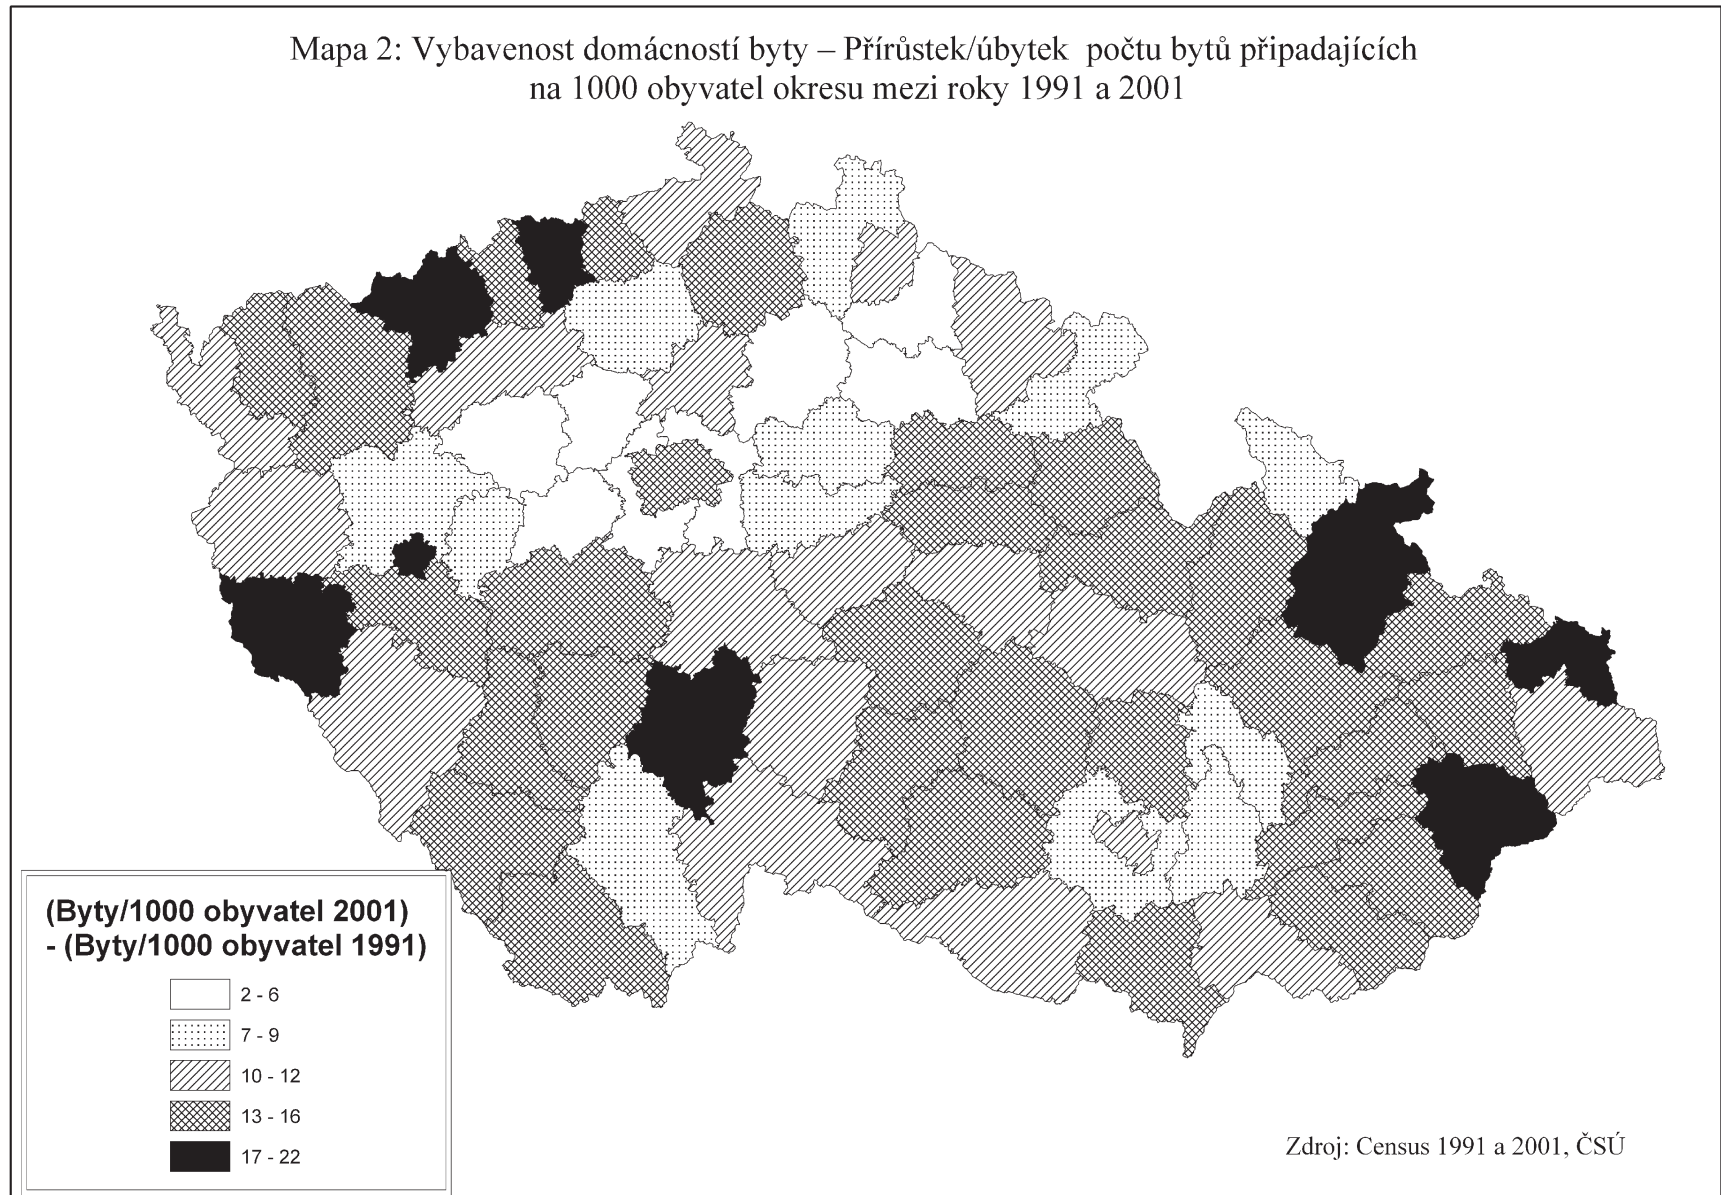 Mapa 2: Vybavenost domácností byty – Přírůstek/úbytek počtu bytů připadajících
na 1000 obyvatel okresu mezi roky 1991 a 2001
(Byty/1000 obyvatel 2001)
- (Byty/1000 obyvatel 1991)
2 - 6
7 - 9
10 - 12
13 - 16
17 - 22
Zdroj: Census 1991 a 2001, ČSÚ